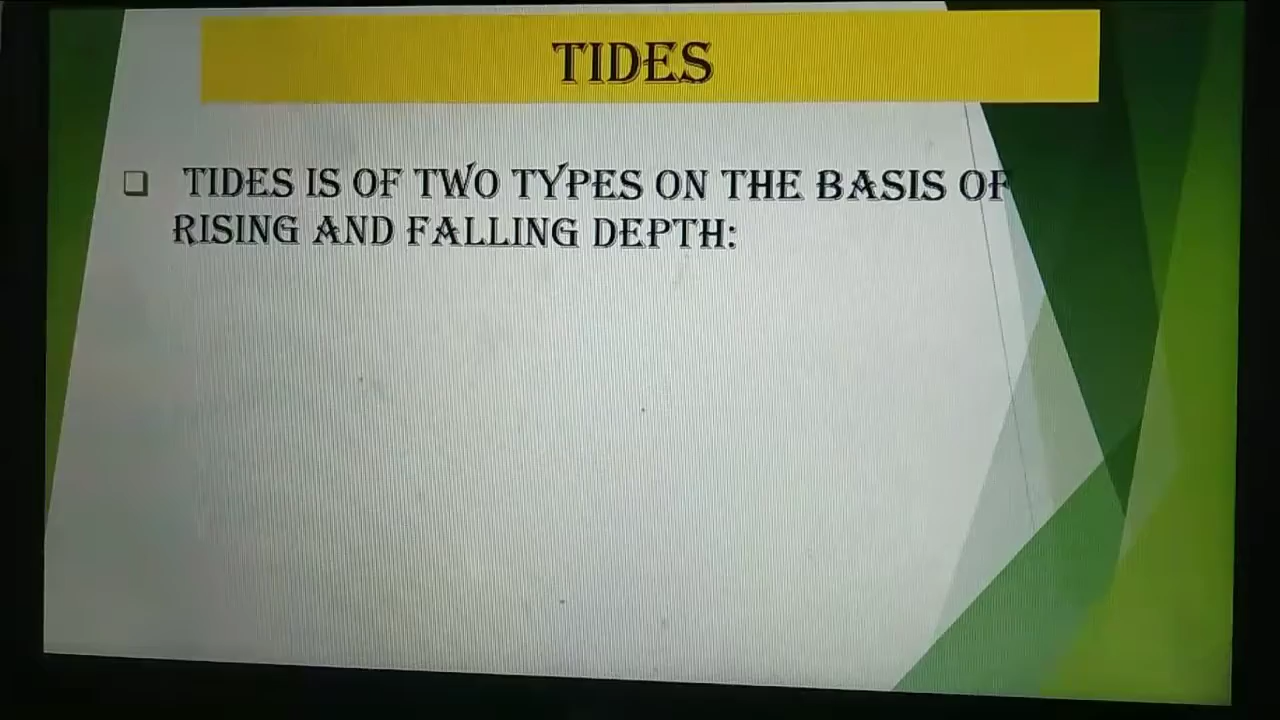 TIDES
TIDES IS OF TWO TYPES ON THE BASIS OF
RISING AND FALLING DEPTH: